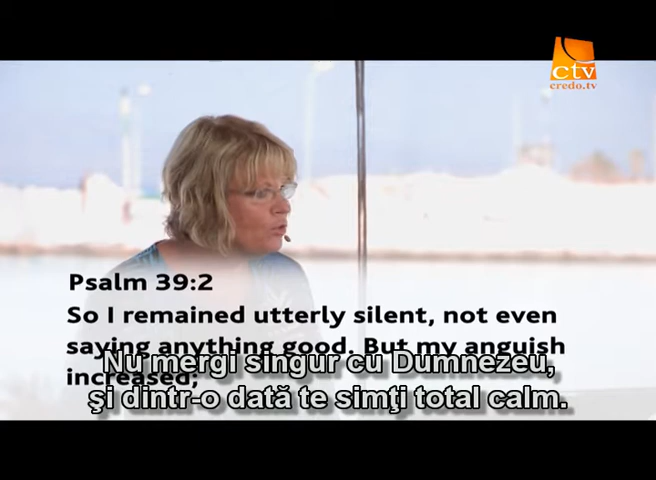 ctv
credo.tv
Psalm 39:2
So I remained utterly silent, not even
saying anything good. But my anguish
increased;
Nu mergi singur cu Dumnezeu,
şi dintr-o dată te simţi total calm.